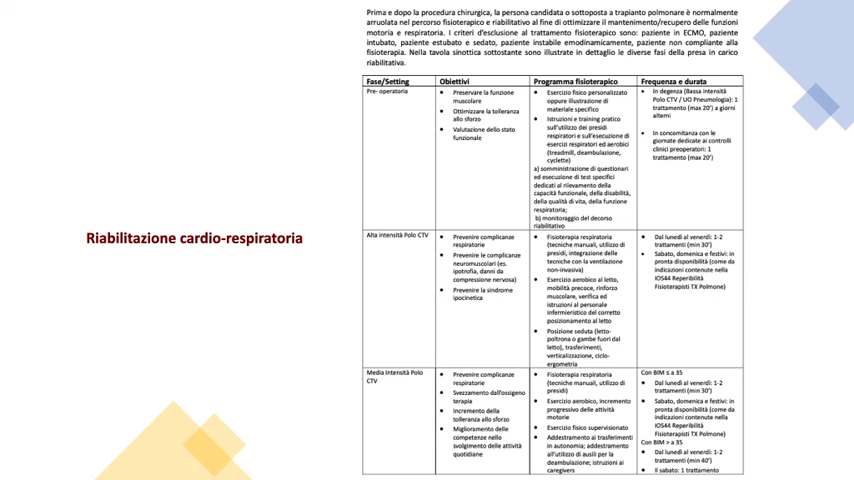 Riabilitazione cardio-respiratoria
Prima e dopo la procedura chirurgica, la persona candidata o sottoposta a trapianto polmonare è normalmente
arruolata nel percorso fisioterapico e riabilitativo al fine di ottimizzare il mantenimento/recupero delle funzioni
motoria e respiratoria. I criteri d'esclusione al trattamento fisioterapico sono: paziente in ECMO, paziente
intubato, paziente estubato e sedato, paziente instabile emodinamicamente, paziente non compliante alla
fisioterapia. Nella tavola sinottica sottostante sono illustrate in dettaglio le diverse fasi della presa in carico
riabilitativa.
Fase/Setting
Obiettivi
Programma fisioterapico
Frequenza e durata
Pre- operatoria
• Preservare la funzione
muscolare
• Ottimizzare la tolleranza
allo sforzo
• Valutazione dello stato
funzionale
• Esercizio fisico personalizzato
oppure illustrazione di
materiale specifico
• Istruzioni e training pratico
sull'utilizzo dei presidi
respiratori e sull'esecuzione di
esercizi respiratori ed aerobici
(treadmill, deambulazione,
cyclette)
a) somministrazione di questionari
ed esecuzione di test specifici
dedicati al rilevamento della
capacità funzionale, della disabilità,
della qualità di vita, della funzione
respiratoria;
b) monitoraggio del decorso
riabilitativo
• In degenza (Bassa intensità
Polo CTV / UO Pneumologia): 1
trattamento (max 20') a giorni
alterni
• In concomitanza con le
giornate dedicate ai controlli
clinici preoperatori: 1
trattamento (max 20')
Alta intensità Polo CTV
• Prevenire complicanze
respiratorie
• Prevenire le complicanze
neuromuscolari (es.
ipotrofia, danni da
compressione nervosa)
• Prevenire la sindrome
ipocinetica
• Fisioterapia respiratoria
(tecniche manuali, utilizzo di
presidi, integrazione delle
tecniche con la ventilazione
non-invasiva)
• Esercizio aerobico al letto,
mobilità precoce, rinforzo
muscolare, verifica ed
istruzioni al personale
infermieristico del corretto
posizionamento al letto
• Posizione seduta (letto-
poltrona o gambe fuori dal
letto), trasferimenti,
verticalizzazione, ciclo-
ergometria
• Dal lunedì al venerdì: 1-2
trattamenti (min 30')
• Sabato, domenica e festivi: in
pronta disponibilità (come da
indicazioni contenute nella
IOS44 Reperibilità
Fisioterapisti TX Polmone)
Media Intensità Polo
CTV
• Prevenire complicanze
respiratorie
• Svezzamento dall'ossigeno
terapia
• Incremento della
tolleranza allo sforzo
• Miglioramento delle
competenze nello
svolgimento delle attività
quotidiane
• Fisioterapia respiratoria
(tecniche manuali, utilizzo di
presidi)
• Esercizio aerobico, incremento
progressivo delle attività
motorie
• Esercizio fisico supervisionato
• Addestramento ai trasferimenti
in autonomia; addestramento
all'utilizzo di ausili per la
deambulazione; istruzioni ai
caregivers
Con BIM ≤ a 35
• Dal lunedì al venerdì: 1-2
trattamenti (min 30')
• Sabato, domenica e festivi: in
pronta disponibilità (come da
indicazioni contenute nella
IOS44 Reperibilità
Fisioterapisti TX Polmone)
Con BIM > a 35
• Dal lunedì al venerdì: 1-2
trattamenti (min 40')
• Il sabato: 1 trattamento